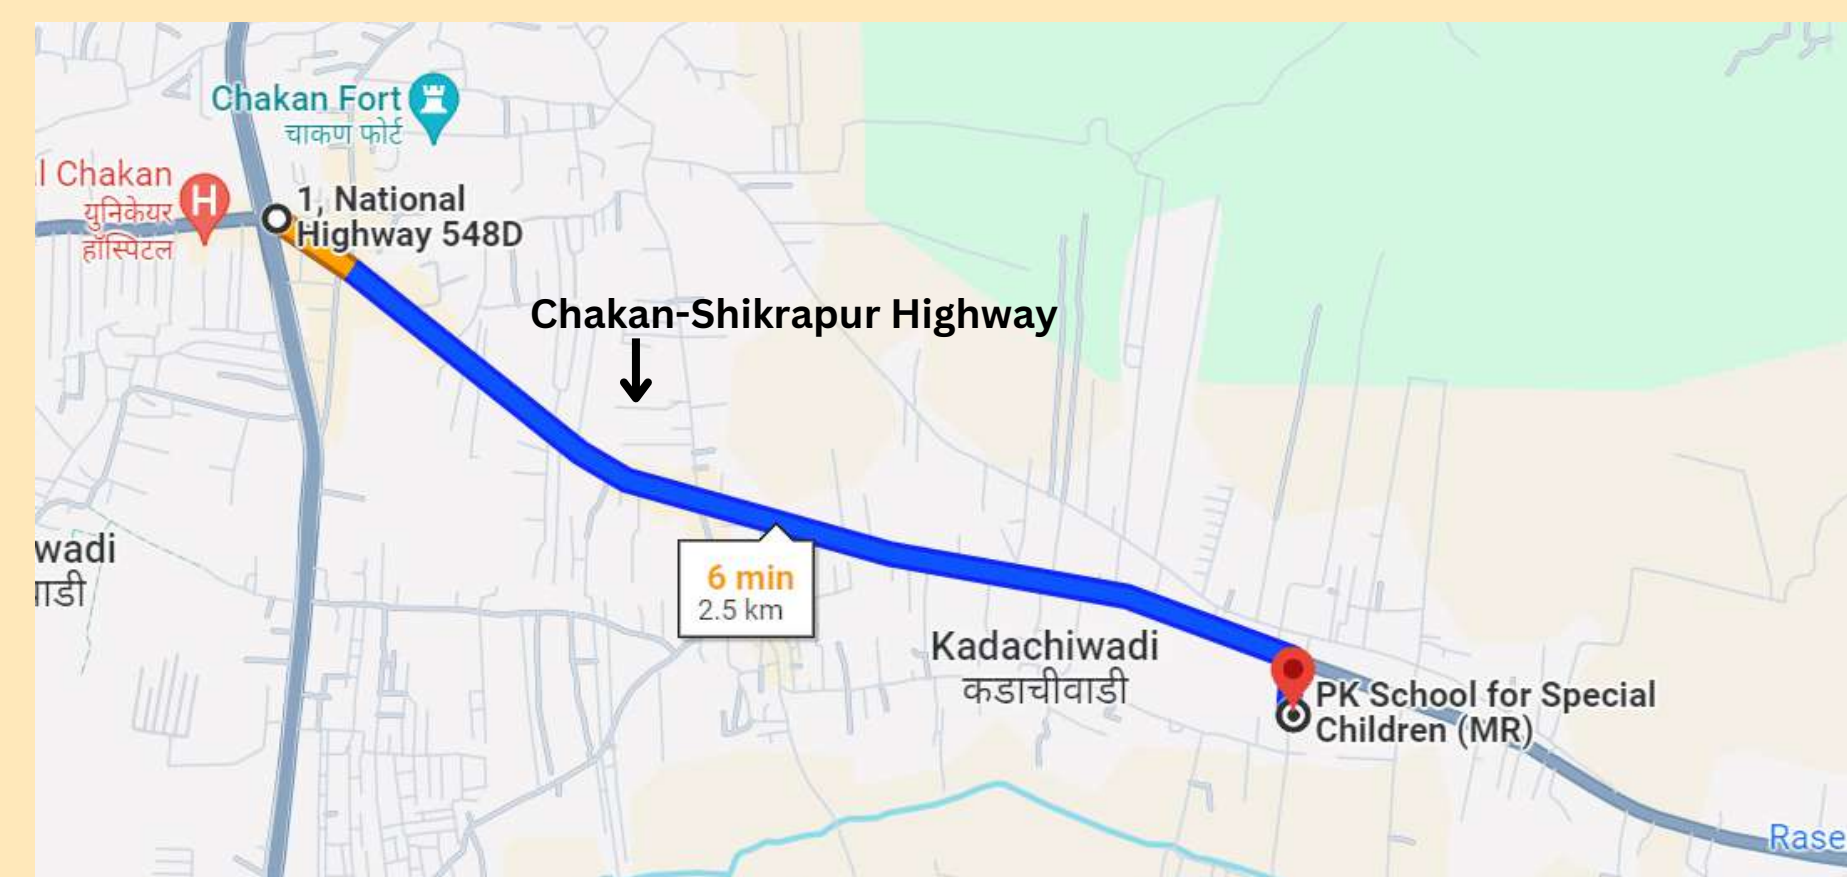 Chakan Fort
चाकण फोर्ट
l Chakan
युनिकेयर
हॉस्पिटल
H
1, National
Highway 548D
Chakan-Shikrapur Highway
wadi
वाडी
6 min
2.5 km
Kadachiwadi
कडाचीवाडी
PK School for Special
Children (MR)
Rase